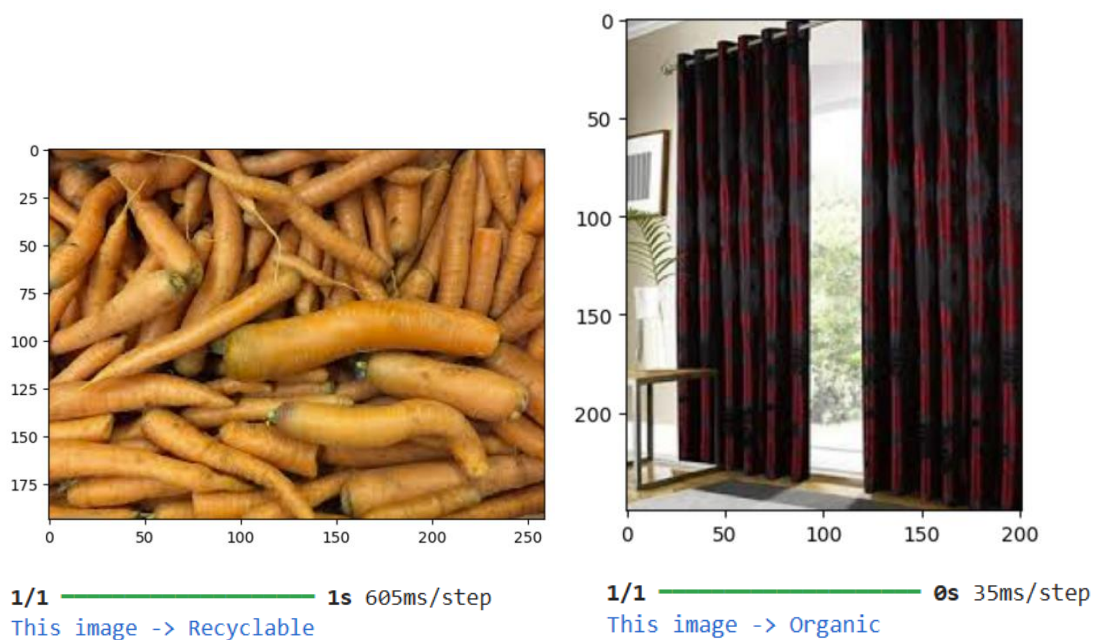 0
25
50
75
100
125
150
175
0 50 100 150 200 250
1/1 1s 605ms/step
This image -> Recyclable
0
50
100
150
200
0 50 100 150 200
1/1 0s 35ms/step
This image -> Organic